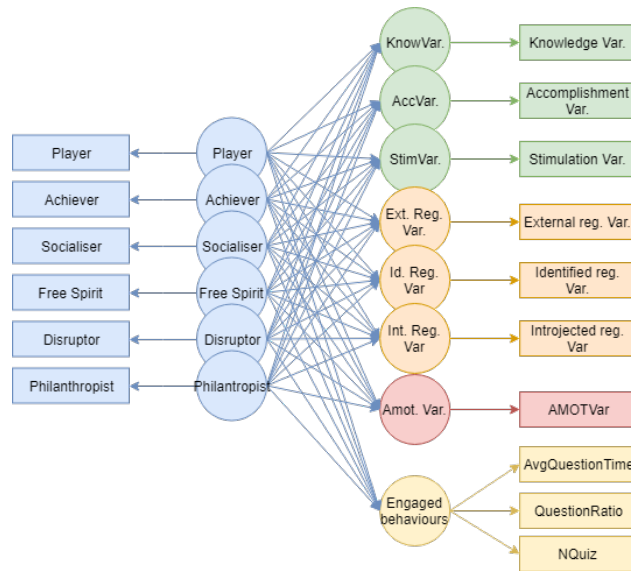 Player
Achiever
Socialiser
Free Spirit
Disruptor
Philanthropist
Player
Achiever
Socialiser
Free Spirit
Disruptor
Philantropist
KnowVar.
AccVar.
StimVar.
Ext. Reg.
Var.
Id. Reg.
Var
Int. Reg.
Var
Amot. Var.
Engaged
behaviours
Knowledge Var.
Accomplishment
Var.
Stimulation Var.
External reg. Var.
Identified reg.
Var.
Introjected reg.
Var
AMOTVar
AvgQuestionTime
QuestionRatio
NQuiz